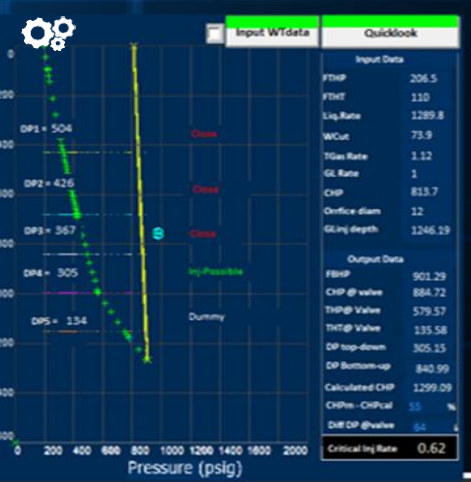 Input WTdata
Quicklook
Input Data
FTHP 206.5
FTHT 110
Liq.Rate 1289.8
WCut 73.9
TGas Rate 1.12
GL Rate 1
CHP 813.7
Orrfice diam 12
GLinj depth 1246.19
Output Data
FBHP 901.29
CHP @ valve 884.72
THP@ Valve 579.57
THT@ Valve 135.58
DP top-down 305.15
DP Bottom-up 840.99
Calculated CHP 1299.09
CHPm - CHPcal 55 %
Diff DP @valve 64
Critical Inj Rate 0.62
0
DP1 = 504
Close
DP2 = 426
Close
DP3 = 367
Close
DP4 = 305
Inj-Possible
DP5 = 134
Dummy
0 200 400 600 800 1000 1200 1400 1600 2000
Pressure (psig)